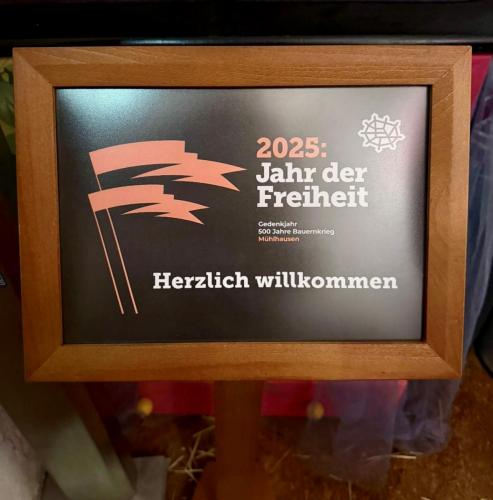 2025:
Jahr der
Freiheit
Gedenkjahr
500 Jahre Bauernkrieg
Mühlhausen
Herzlich willkommen